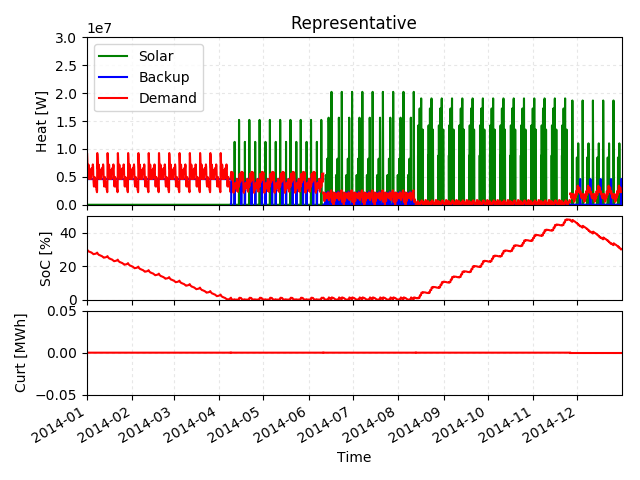 Representative
1e7
3.0
2.5
2.0
1.5
1.0
0.5
0.0
Heat [W]
Solar
Backup
Demand
40
20
0
SoC [%]
0.05
0.00
−0.05
Curt [MWh]
2014-01
2014-02
2014-03
2014-04
2014-05
2014-06
2014-07
2014-08
2014-09
2014-10
2014-11
2014-12
Time